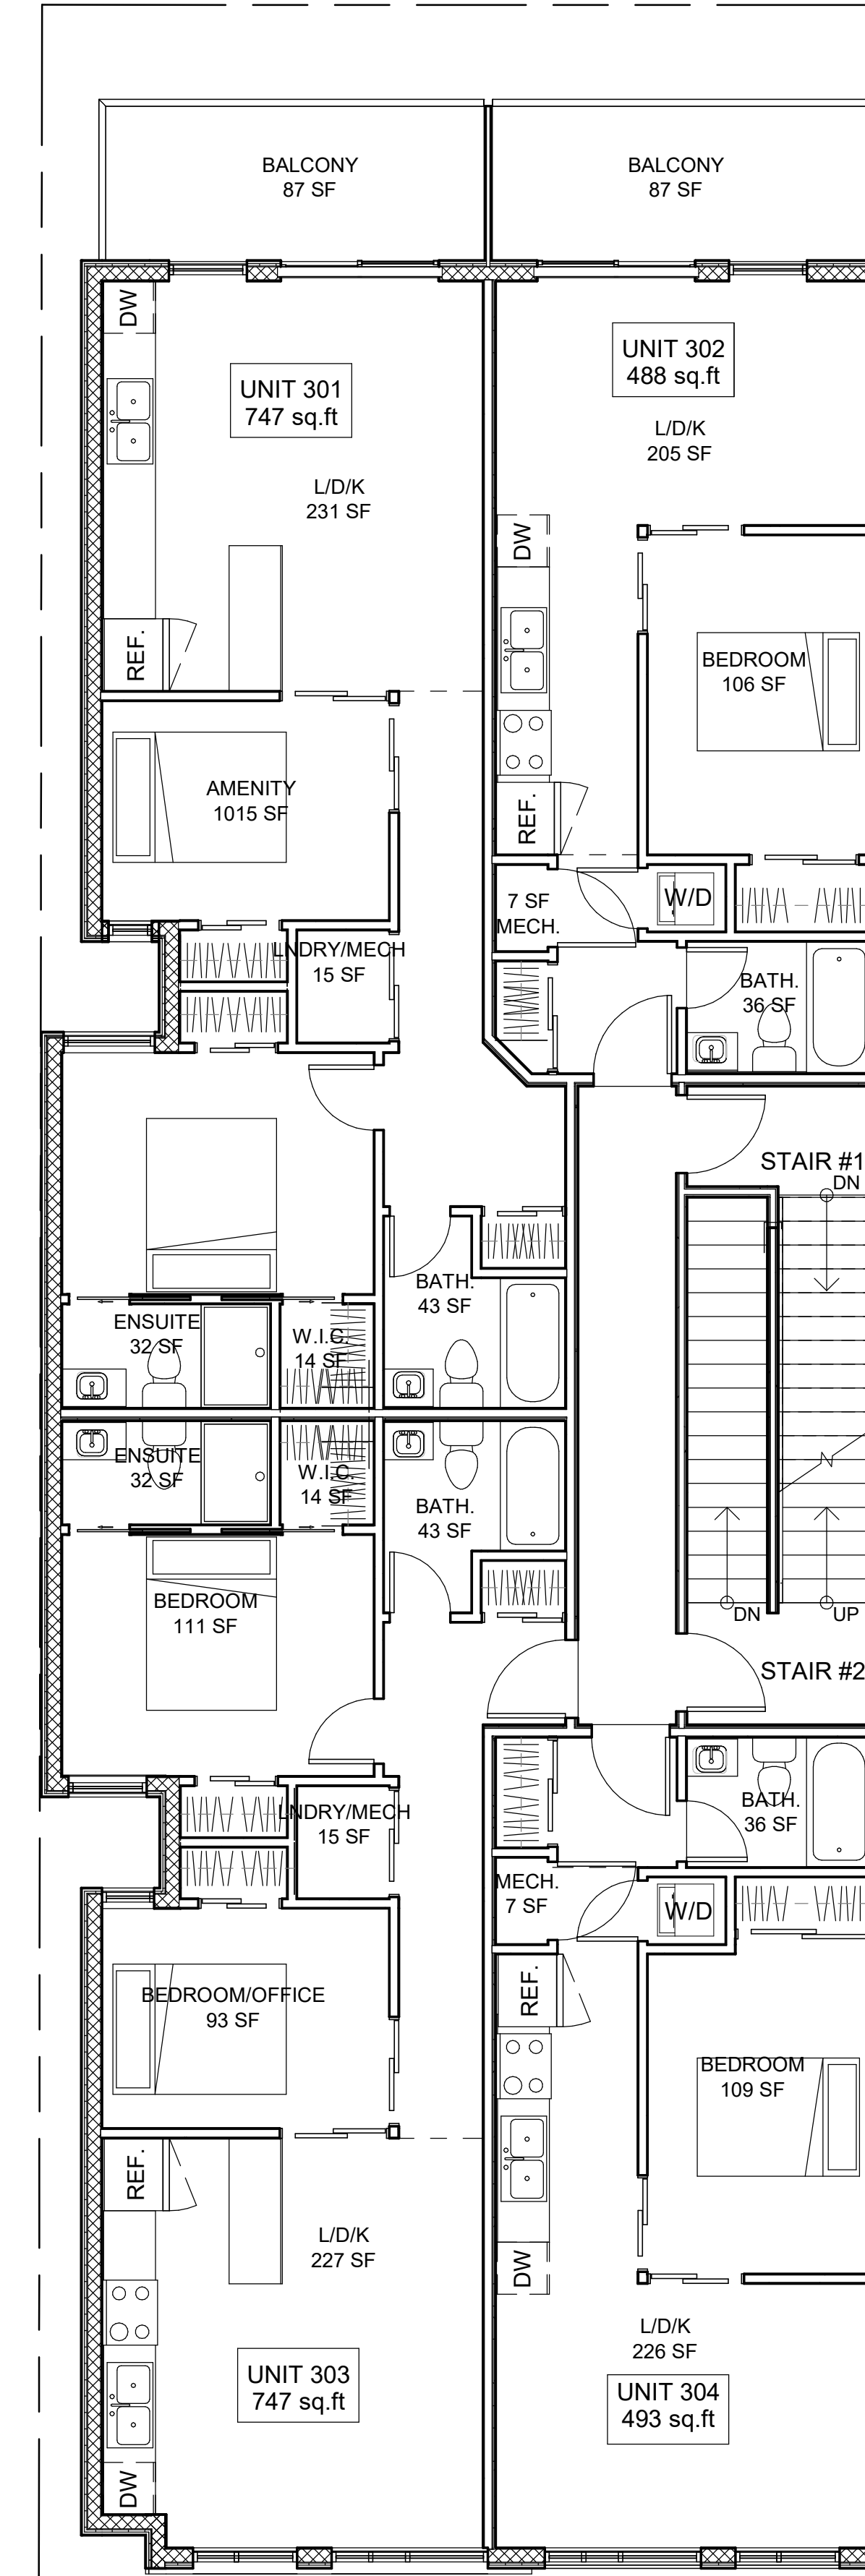 BALCONY
87 SF
BALCONY
87 SF
DW
UNIT 301
747 sq.ft
UNIT 302
488 sq.ft
L/D/K
205 SF
L/D/K
231 SF
DW
REF.
BEDROOM
106 SF
AMENITY
1015 SF
REF.
W/D
7 SF
MECH.
LNDRY/MECH
15 SF
BATH.
36 SF
STAIR #1
DN
BATH.
43 SF
ENSUITE
32 SF
W.I.C.
14 SF
ENSUITE
32 SF
W.I.C.
14 SF
BATH.
43 SF
BEDROOM
111 SF
DN
UP
STAIR #2
LNDRY/MECH
15 SF
BATH.
36 SF
MECH.
7 SF
W/D
REF.
BEDROOM/OFFICE
93 SF
BEDROOM
109 SF
REF.
L/D/K
227 SF
DW
L/D/K
226 SF
UNIT 303
747 sq.ft
UNIT 304
493 sq.ft
DW